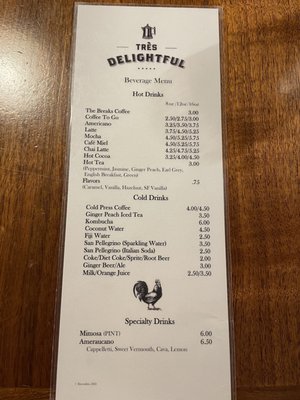 TRÈS
DELIGHTFUL
Beverage Menu
Hot Drinks
8oz /12oz /16oz
The Breaks Coffee 3.00
Coffee To Go 2.50/2.75/3.00
Americano 3.25/3.50/3.75
Latte 3.75/4.50/5.25
Mocha 4.50/4.75/5.25
Café Miel 4.25/4.75/5.25
Chai Latte 4.25/4.75/5.25
Hot Cocoa 3.25/4.00/4.50
Hot Tea 3.00
(Peppermint, Jasmine, Ginger Peach, Earl Grey,
English Breakfast, Green)
Flavors .75
(Caramel, Vanilla, Hazelnut, SF Vanilla)
Cold Drinks
Cold Press Coffee 4.00/4.50
Ginger Peach Iced Tea 3.50
Kombucha 6.00
Coconut Water 4.50
Fiji Water 2.50
San Pellegrino (Sparkling Water) 3.50
San Pellegrino (Italian Soda) 2.50
Coke/Diet Coke/Sprite/Root Beer 2.00
Ginger Beer/Ale 3.00
Milk/Orange Juice 2.50/3.50
Specialty Drinks
Mimosa (PINT) 6.00
Ameraucano 6.50
Cappelletti, Sweet Vermouth, Cava, Lemon